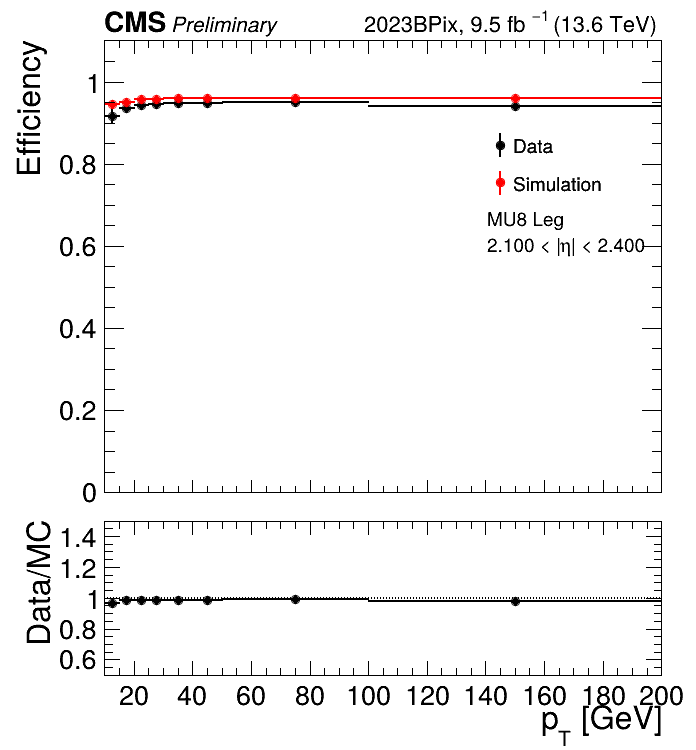 CMS Preliminary 2023BPix, 9.5 fb⁻¹ (13.6 TeV)
Efficiency
1
0.8
0.6
0.4
0.2
0
Data
Simulation
MU8 Leg
2.100 < |η| < 2.400
Data/MC
1.4
1.2
1
0.8
0.6
20 40 60 80 100 120 140 160 180 200
p_T [GeV]